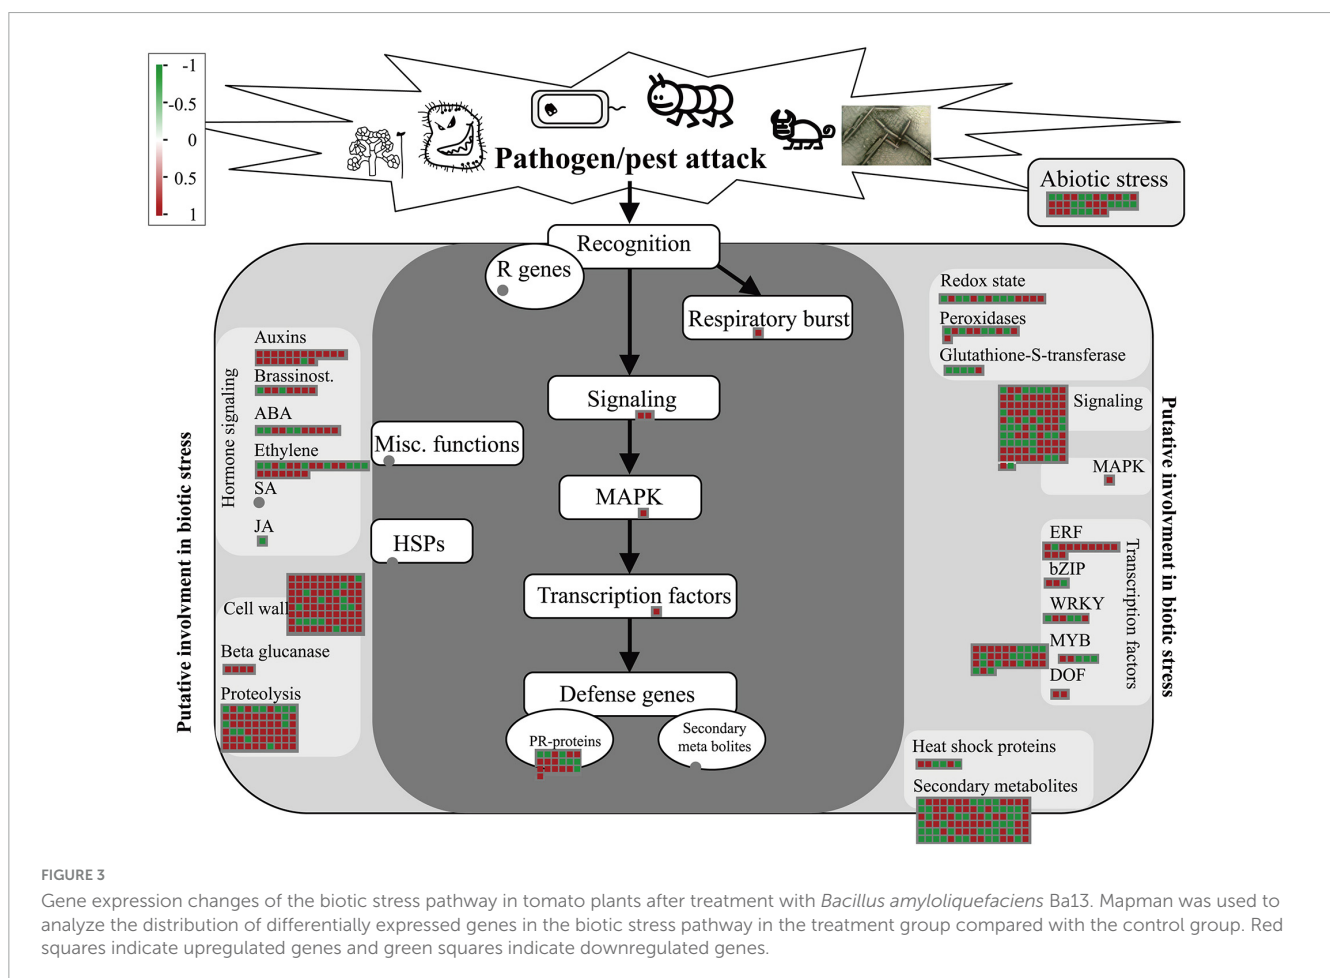 -1
-0.5
0
0.5
1
Pathogen/pest attack
Abiotic stress
Recognition
R genes
Respiratory burst
Redox state
Peroxidases
Glutathione-S-transferase
Auxins
Brassinost.
ABA
Ethylene
SA
JA
Hormone signaling
Signaling
Signaling
Misc. functions
MAPK
MAPK
HSPs
ERF
bZIP
WRKY
MYB
DOF
Transcription factors
Transcription factors
Putative involvment in biotic stress
Putative involvment in biotic stress
Cell wall
Beta glucanase
Proteolysis
Defense genes
PR-proteins
Secondary
meta bolites
Heat shock proteins
Secondary metabolites
FIGURE 3
Gene expression changes of the biotic stress pathway in tomato plants after treatment with Bacillus amyloliquefaciens Ba13. Mapman was used to
analyze the distribution of differentially expressed genes in the biotic stress pathway in the treatment group compared with the control group. Red
squares indicate upregulated genes and green squares indicate downregulated genes.